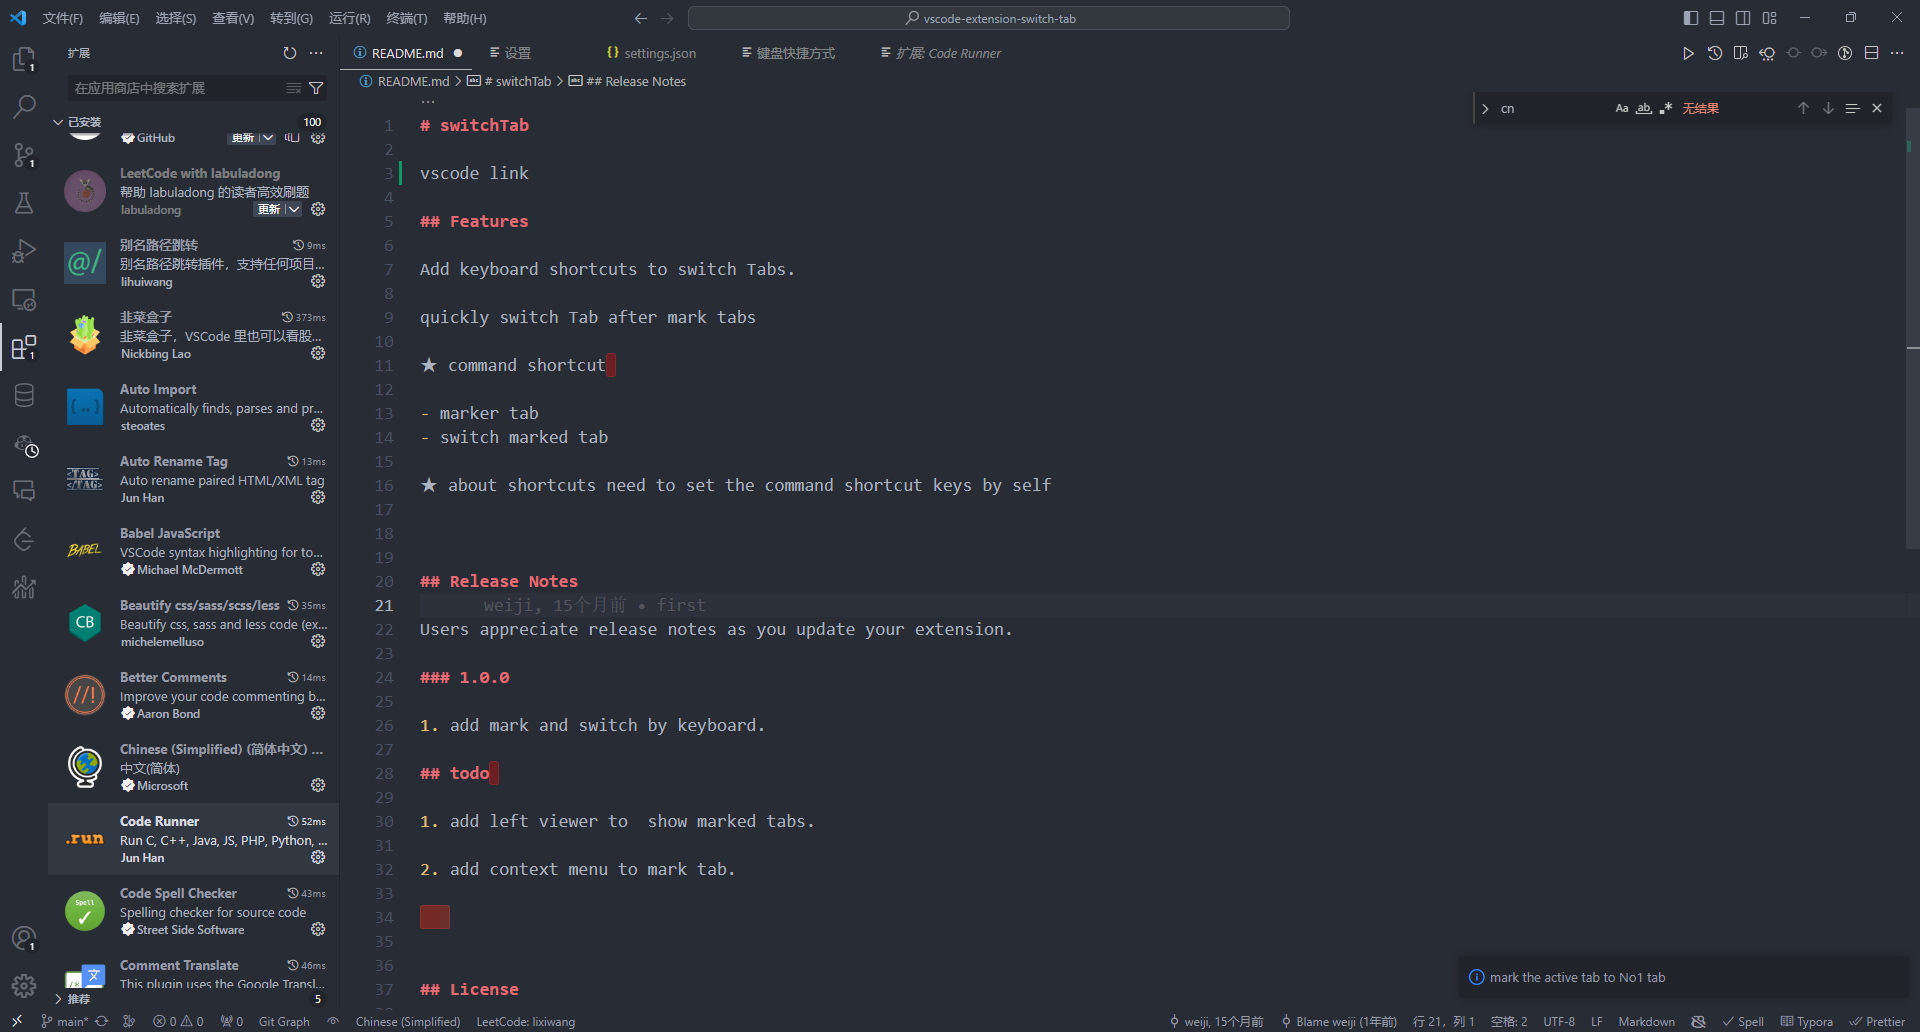 文件(F) 编辑(E) 选择(S) 查看(V) 转到(G) 运行(R) 终端(T) 帮助(H)
vscode-extension-switch-tab
扩展
在应用商店中搜索扩展
已安装 100
GitHub 更新
LeetCode with labuladong
帮助 labuladong 的读者高效刷题
labuladong 更新
别名路径跳转 9ms
别名路径跳转插件，支持任何项目...
lihuiwang
韭菜盒子 373ms
韭菜盒子，VSCode 里也可以看股...
Nickbing Lao
Auto Import
Automatically finds, parses and pr...
steoates
Auto Rename Tag 13ms
Auto rename paired HTML/XML tag
Jun Han
<TAG>
</TAG>
Babel JavaScript
VSCode syntax highlighting for to...
Michael McDermott
BABEL
Beautify css/sass/scss/less 35ms
Beautify css, sass and less code (ex...
michelemelluso
CB
Better Comments 14ms
Improve your code commenting b...
Aaron Bond
//!
Chinese (Simplified) (简体中文) ...
中文(简体)
Microsoft
Code Runner 52ms
Run C, C++, Java, JS, PHP, Python, ...
Jun Han
.run
Code Spell Checker 43ms
Spelling checker for source code
Street Side Software
Spell
Comment Translate 46ms
This plugin uses the Google Transl...
推荐 5
README.md 设置 settings.json 键盘快捷方式 扩展: Code Runner
README.md > # switchTab > ## Release Notes
...
cn Aa ab 无结果
1 # switchTab
2
3 vscode link
4
5 ## Features
6
7 Add keyboard shortcuts to switch Tabs.
8
9 quickly switch Tab after mark tabs
10
11 ★ command shortcut
12
13 - marker tab
14 - switch marked tab
15
16 ★ about shortcuts need to set the command shortcut keys by self
17
18
19
20 ## Release Notes
21 weiji, 15个月前 • first
22 Users appreciate release notes as you update your extension.
23
24 ### 1.0.0
25
26 1. add mark and switch by keyboard.
27
28 ## todo
29
30 1. add left viewer to  show marked tabs.
31
32 2. add context menu to mark tab.
33
34
35
36
37 ## License
mark the active tab to No1 tab
main* 0 0 0 Git Graph Chinese (Simplified) LeetCode: lixiwang weiji, 15个月前 Blame weiji (1年前) 行 21，列 1 空格: 2 UTF-8 LF Markdown Spell Typora Prettier